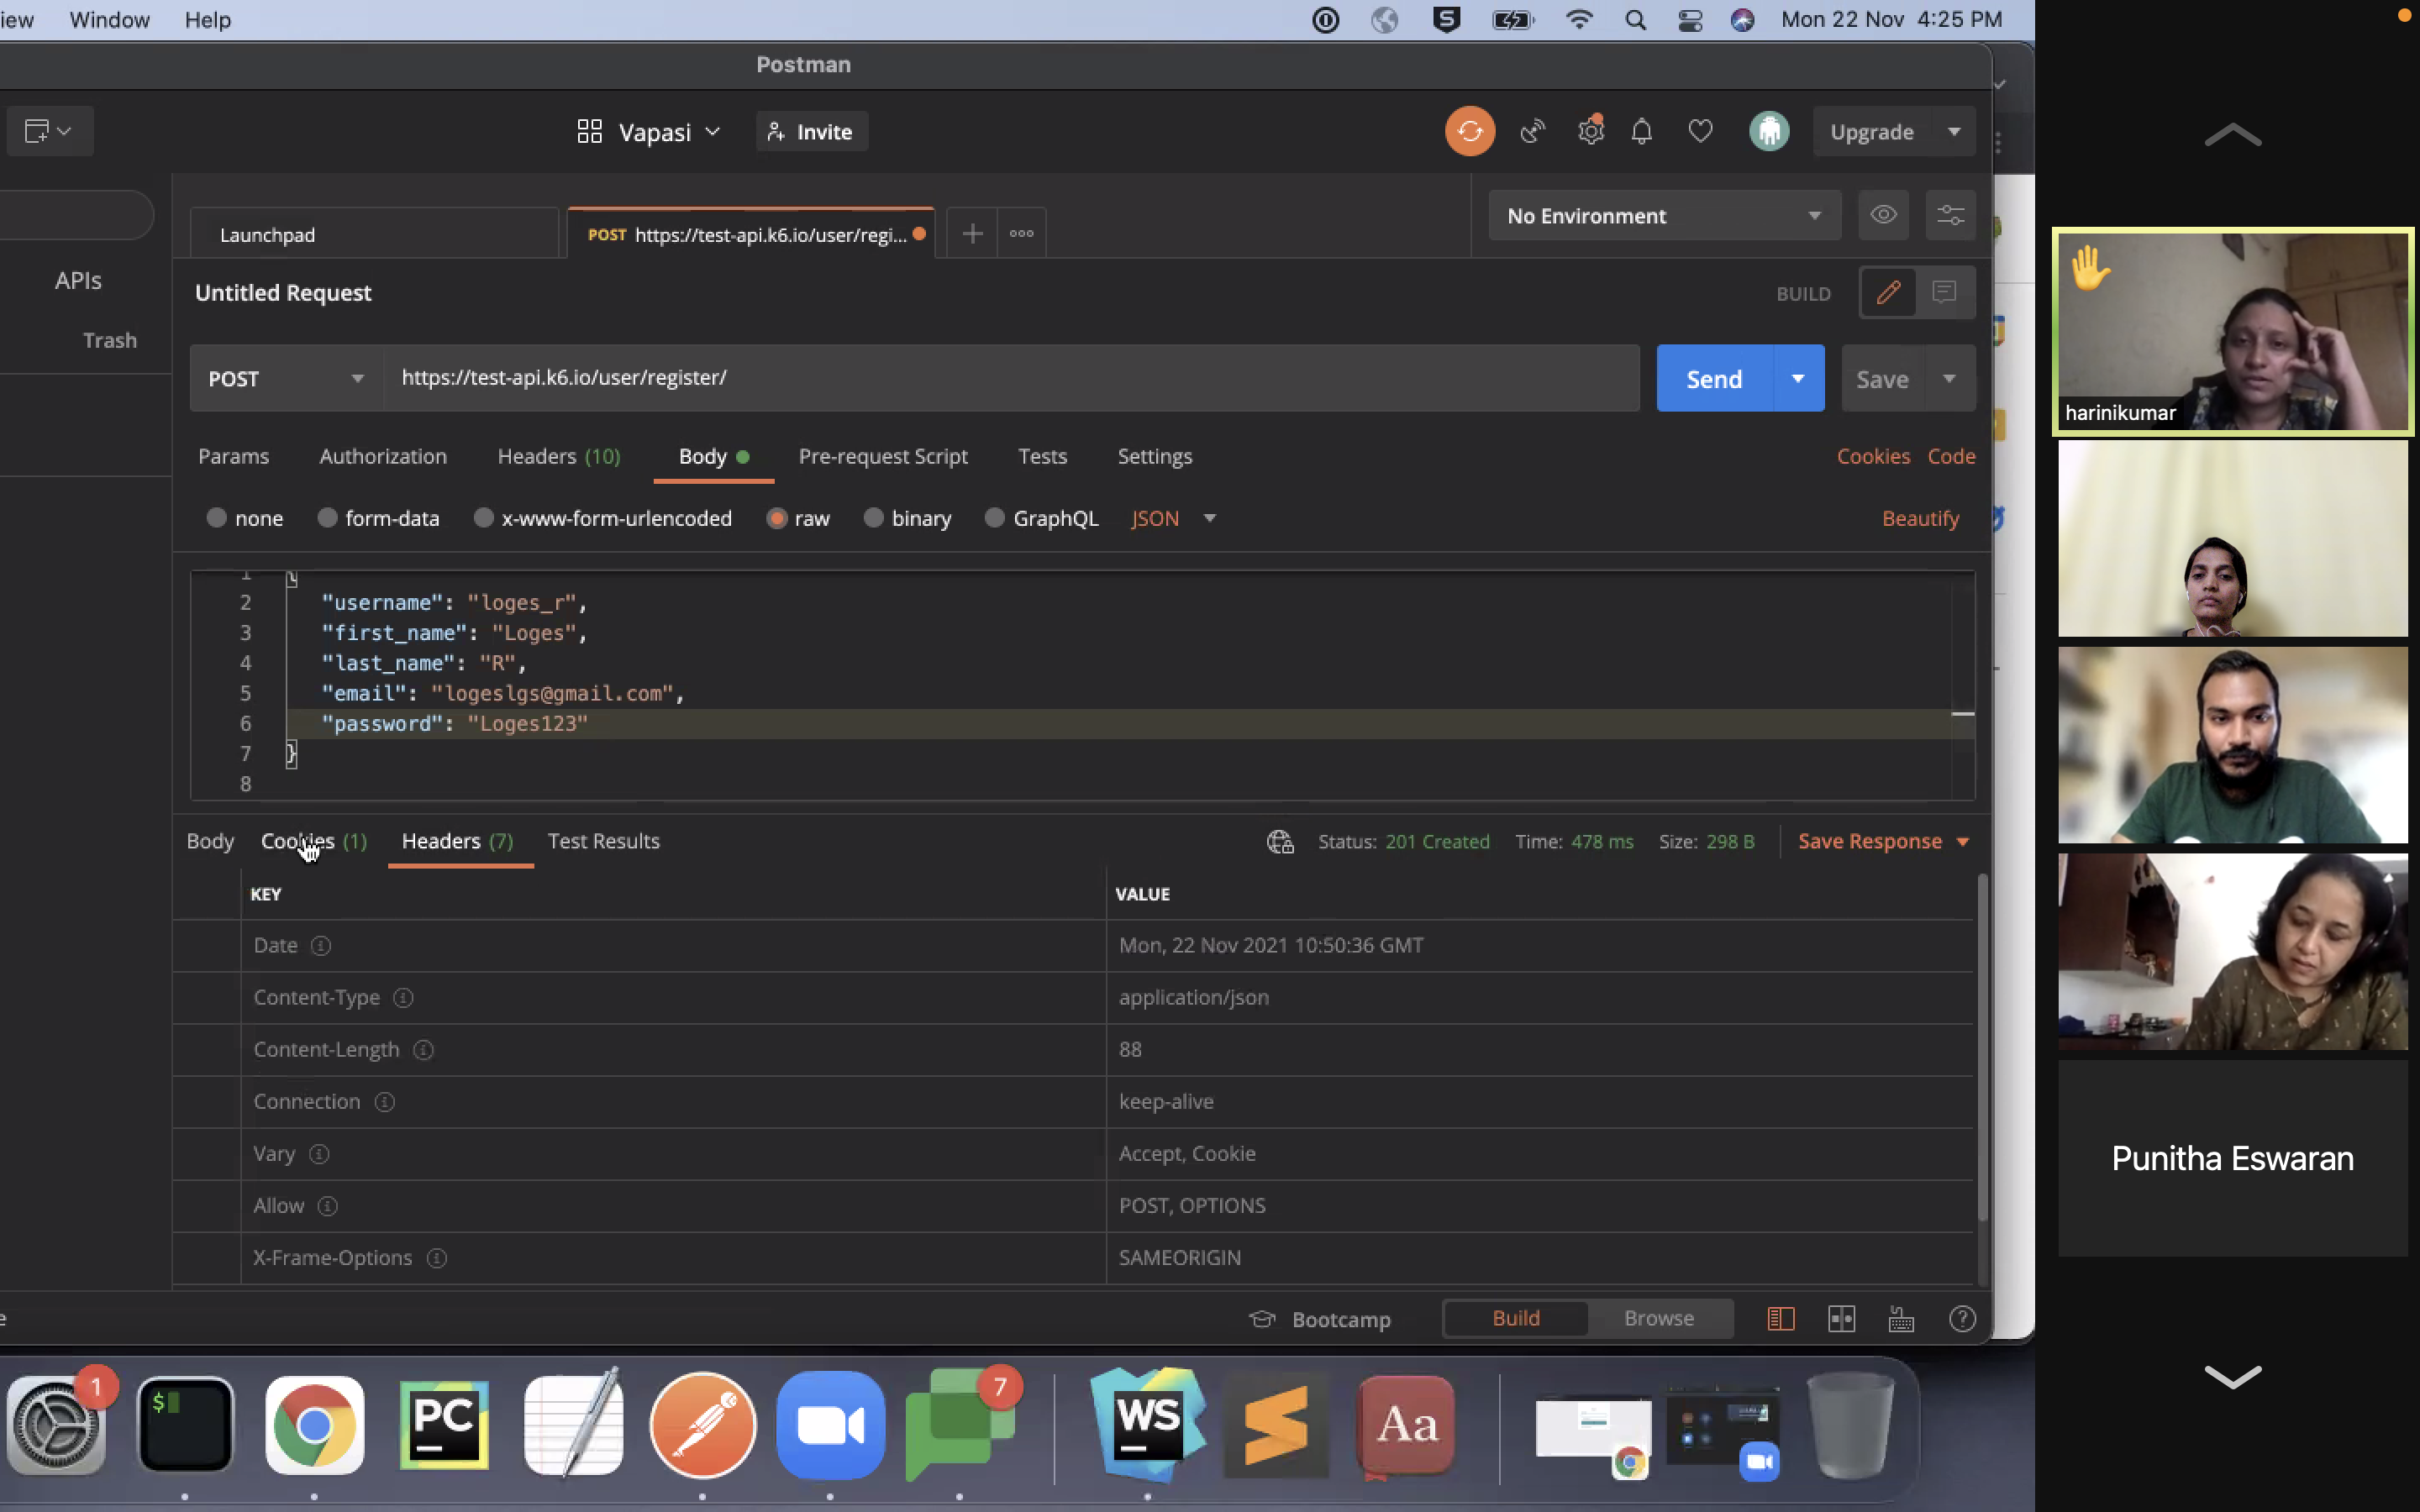 iew Window Help Mon 22 Nov 4:25 PM
Postman
Vapasi Invite Upgrade
Launchpad POST https://test-api.k6.io/user/regi... No Environment
APIs
Untitled Request BUILD
Trash
POST https://test-api.k6.io/user/register/ Send Save
harinikumar
Params Authorization Headers (10) Body Pre-request Script Tests Settings Cookies Code
none form-data x-www-form-urlencoded raw binary GraphQL JSON Beautify
1 {
2 "username": "loges_r",
3 "first_name": "Loges",
4 "last_name": "R",
5 "email": "logeslgs@gmail.com",
6 "password": "Loges123"
7 }
8
Body Cookies (1) Headers (7) Test Results Status: 201 Created Time: 478 ms Size: 298 B Save Response
KEY VALUE
Date Mon, 22 Nov 2021 10:50:36 GMT
Content-Type application/json
Content-Length 88
Connection keep-alive
Vary Accept, Cookie
Allow POST, OPTIONS
X-Frame-Options SAMEORIGIN
Punitha Eswaran
e Bootcamp Build Browse
1 $ PC 7 WS Aa